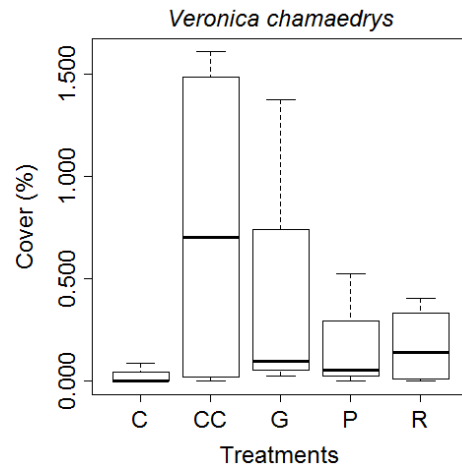 Veronica chamaedrys
Cover (%)
1.500
1.000
0.500
0.000
C CC G P R
Treatments